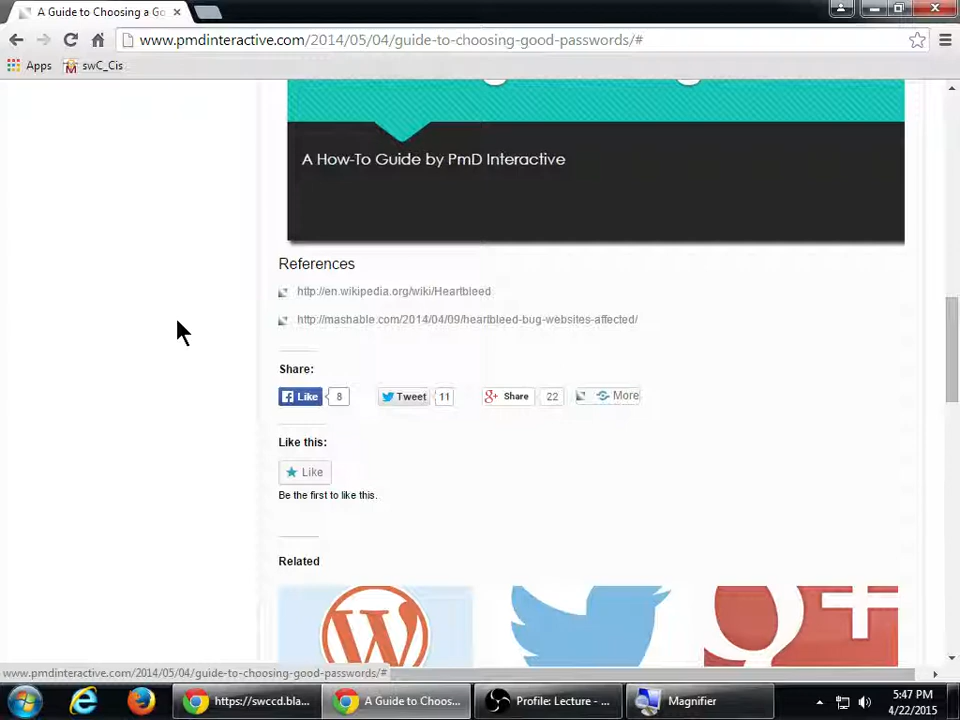 A Guide to Choosing a Go
www.pmdinteractive.com/2014/05/04/guide-to-choosing-good-passwords/#
Apps
swC_Cis
A How-To Guide by PmD Interactive
References
http://en.wikipedia.org/wiki/Heartbleed
http://mashable.com/2014/04/09/heartbleed-bug-websites-affected/
Share:
Like 8 Tweet 11 Share 22 More
Like this:
Like
Be the first to like this.
Related
www.pmdinteractive.com/2014/05/04/guide-to-choosing-good-passwords/#
https://swccd.bla... A Guide to Choos... Profile: Lecture - ... Magnifier
5:47 PM
4/22/2015